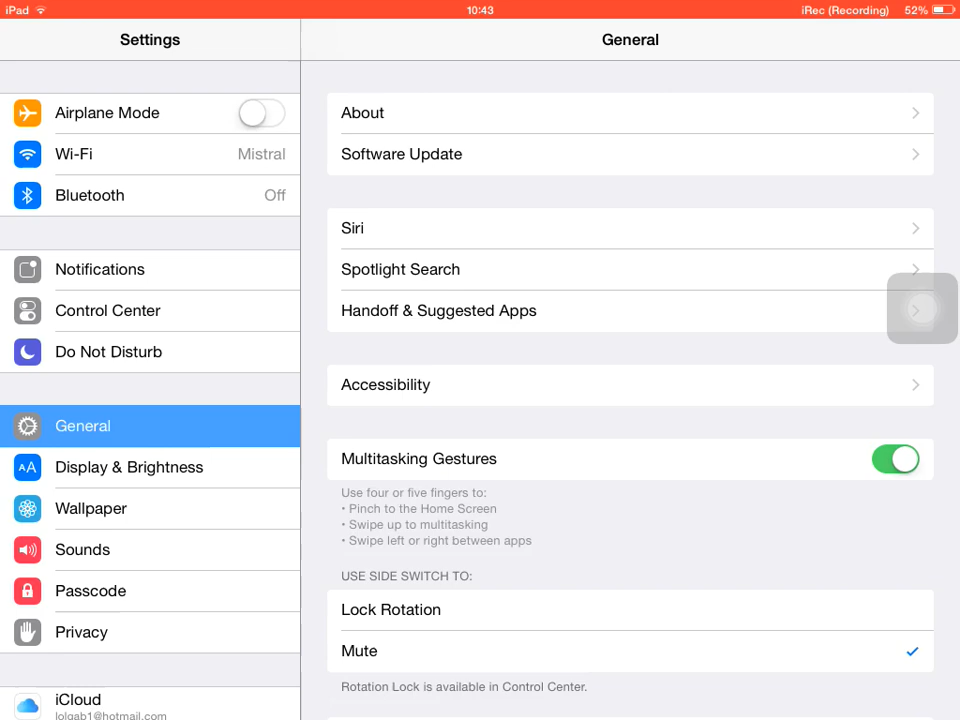 iPad
10:43
iRec (Recording)
52%
Settings
General
Airplane Mode
Wi-Fi
Mistral
Bluetooth
Off
Notifications
Control Center
Do Not Disturb
General
AA
Display & Brightness
Wallpaper
Sounds
Passcode
Privacy
iCloud
lolgab1@hotmail.com
About
Software Update
Siri
Spotlight Search
Handoff & Suggested Apps
Accessibility
Multitasking Gestures
Use four or five fingers to:
• Pinch to the Home Screen
• Swipe up to multitasking
• Swipe left or right between apps
USE SIDE SWITCH TO:
Lock Rotation
Mute
Rotation Lock is available in Control Center.